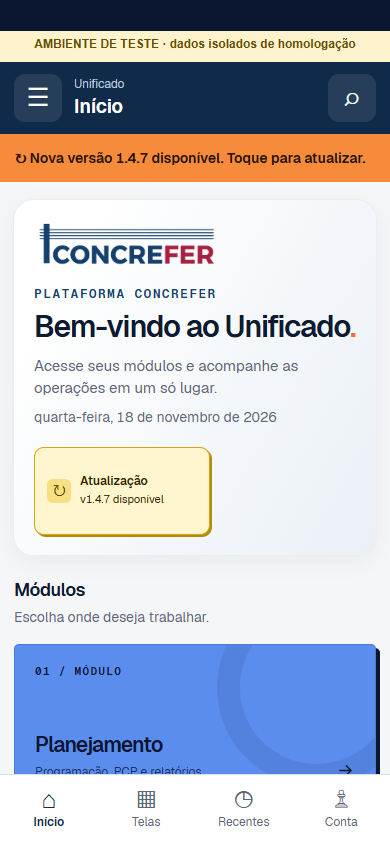 AMBIENTE DE TESTE · dados isolados de homologação
Unificado
Início
Nova versão 1.4.7 disponível. Toque para atualizar.
CONCREFER
PLATAFORMA CONCREFER
Bem-vindo ao Unificado.
Acesse seus módulos e acompanhe as
operações em um só lugar.
quarta-feira, 18 de novembro de 2026
Atualização
v1.4.7 disponível
Módulos
Escolha onde deseja trabalhar.
01 / MÓDULO
Planejamento
Programação, PCP e relatórios
Início
Telas
Recentes
Conta